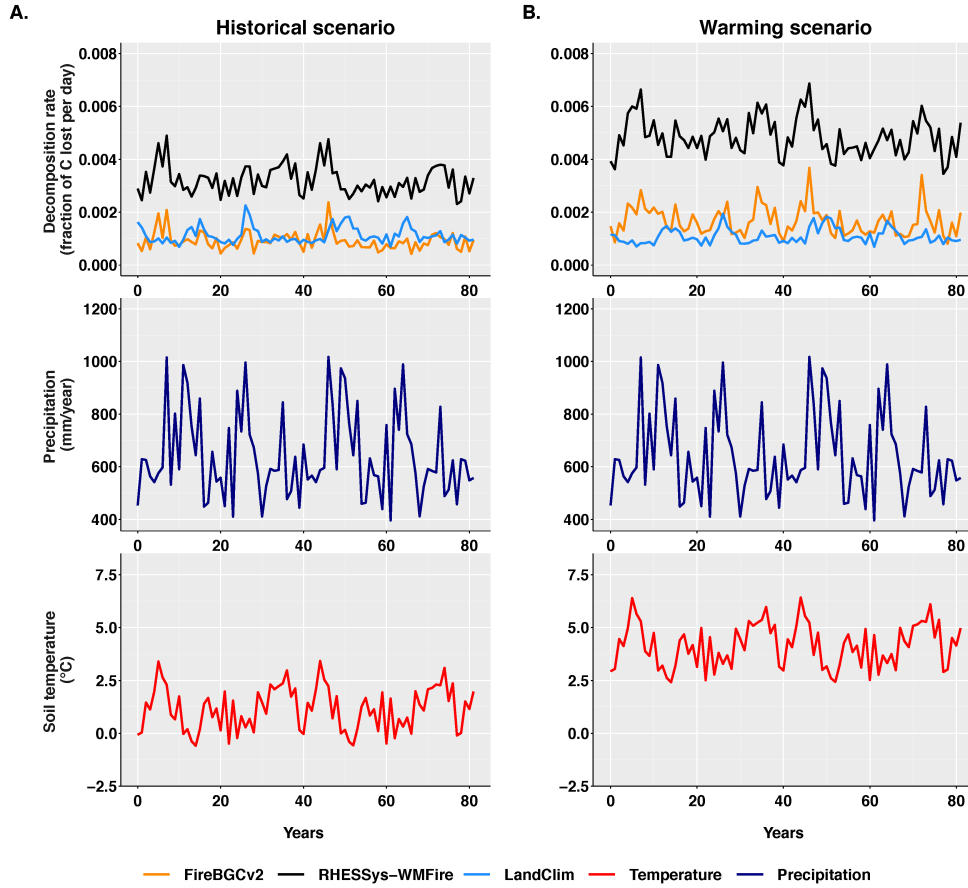 A.
B.
Historical scenario
Warming scenario
Decomposition rate
(fraction of C lost per day)
0.008
0.006
0.004
0.002
0.000
0 20 40 60 80
0.008
0.006
0.004
0.002
0.000
0 20 40 60 80
Precipitation
(mm/year)
1200
1000
800
600
400
0 20 40 60 80
1200
1000
800
600
400
0 20 40 60 80
Soil temperature
(°C)
7.5
5.0
2.5
0.0
−2.5
0 20 40 60 80
Years
7.5
5.0
2.5
0.0
−2.5
0 20 40 60 80
Years
FireBGCv2 RHESSys−WMFire LandClim Temperature Precipitation